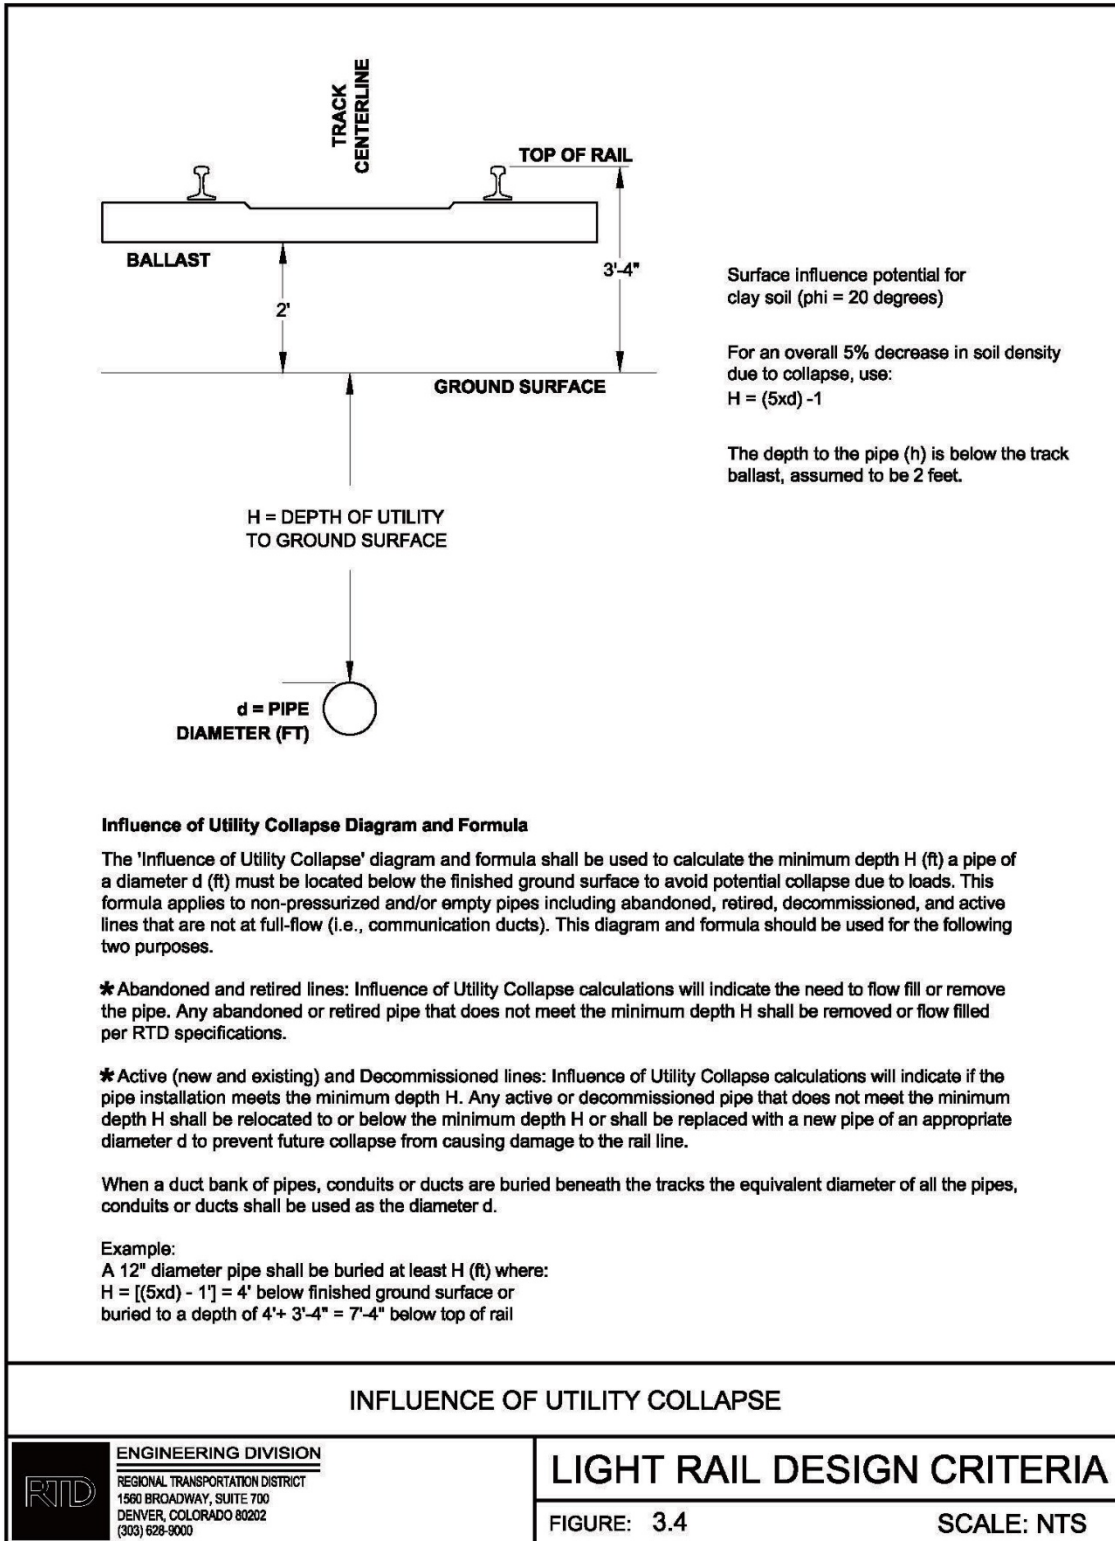 TRACK
CENTERLINE
TOP OF RAIL
BALLAST
3'-4"
2'
GROUND SURFACE
Surface influence potential for
clay soil (phi = 20 degrees)
For an overall 5% decrease in soil density
due to collapse, use:
H = (5xd) -1
The depth to the pipe (h) is below the track
ballast, assumed to be 2 feet.
H = DEPTH OF UTILITY
TO GROUND SURFACE
d = PIPE
DIAMETER (FT)
Influence of Utility Collapse Diagram and Formula
The 'Influence of Utility Collapse' diagram and formula shall be used to calculate the minimum depth H (ft) a pipe of
a diameter d (ft) must be located below the finished ground surface to avoid potential collapse due to loads. This
formula applies to non-pressurized and/or empty pipes including abandoned, retired, decommissioned, and active
lines that are not at full-flow (i.e., communication ducts). This diagram and formula should be used for the following
two purposes.
* Abandoned and retired lines: Influence of Utility Collapse calculations will indicate the need to flow fill or remove
the pipe. Any abandoned or retired pipe that does not meet the minimum depth H shall be removed or flow filled
per RTD specifications.
* Active (new and existing) and Decommissioned lines: Influence of Utility Collapse calculations will indicate if the
pipe installation meets the minimum depth H. Any active or decommissioned pipe that does not meet the minimum
depth H shall be relocated to or below the minimum depth H or shall be replaced with a new pipe of an appropriate
diameter d to prevent future collapse from causing damage to the rail line.
When a duct bank of pipes, conduits or ducts are buried beneath the tracks the equivalent diameter of all the pipes,
conduits or ducts shall be used as the diameter d.
Example:
A 12" diameter pipe shall be buried at least H (ft) where:
H = [(5xd) - 1'] = 4' below finished ground surface or
buried to a depth of 4'+ 3'-4" = 7'-4" below top of rail
INFLUENCE OF UTILITY COLLAPSE
RTD
ENGINEERING DIVISION
REGIONAL TRANSPORTATION DISTRICT
1560 BROADWAY, SUITE 700
DENVER, COLORADO 80202
(303) 628-9000
LIGHT RAIL DESIGN CRITERIA
FIGURE: 3.4
SCALE: NTS